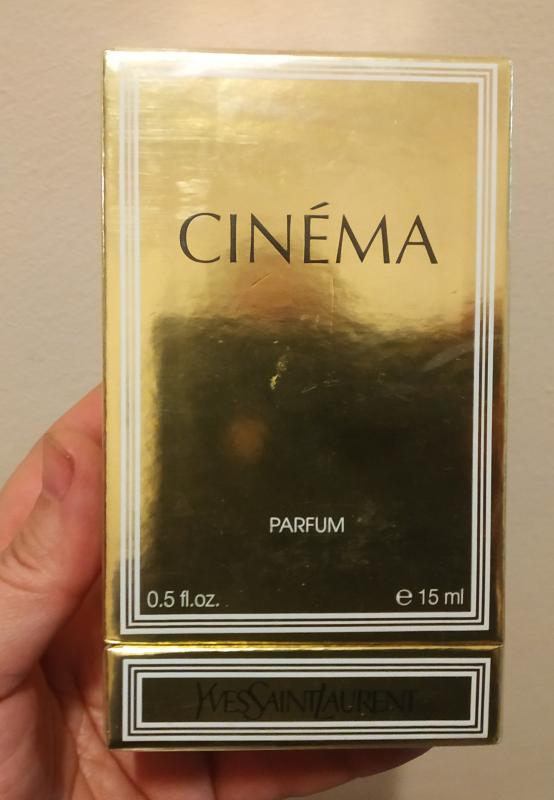 CINÉMA
PARFUM
0.5 fl.oz. ℮ 15 ml
YVESSAINTLAURENT